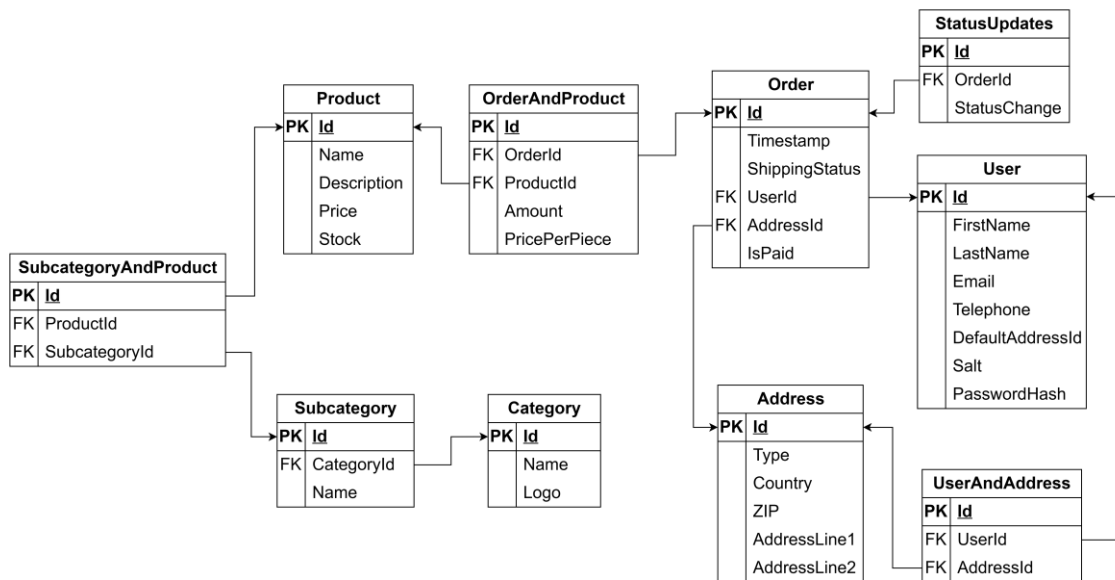 StatusUpdates
PK Id
FK OrderId
StatusChange
Order
PK Id
Timestamp
ShippingStatus
FK UserId
FK AddressId
IsPaid
Product
PK Id
Name
Description
Price
Stock
OrderAndProduct
PK Id
FK OrderId
FK ProductId
Amount
PricePerPiece
User
PK Id
FirstName
LastName
Email
Telephone
DefaultAddressId
Salt
PasswordHash
SubcategoryAndProduct
PK Id
FK ProductId
FK SubcategoryId
Subcategory
PK Id
FK CategoryId
Name
Category
PK Id
Name
Logo
Address
PK Id
Type
Country
ZIP
AddressLine1
AddressLine2
UserAndAddress
PK Id
FK UserId
FK AddressId